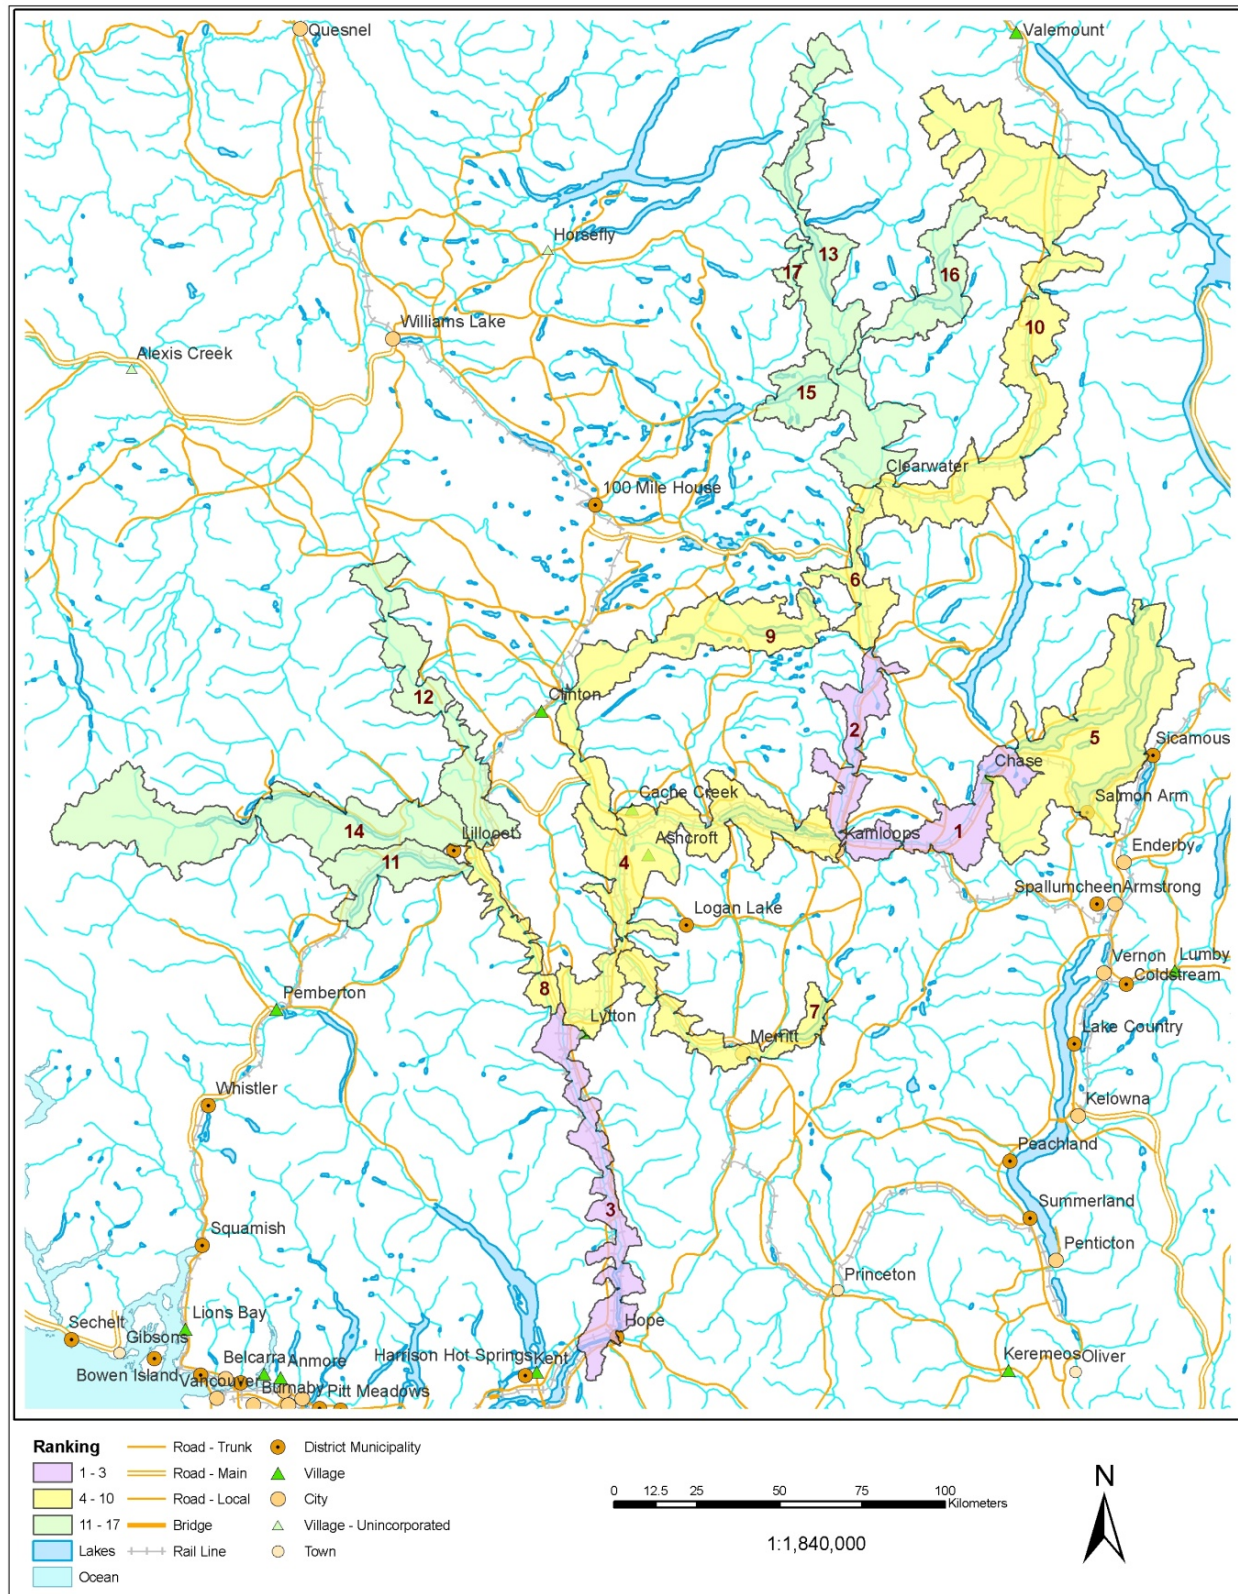 Quesnel
Valemount
Horsefly
13
17
16
Williams Lake
10
Alexis Creek
15
Clearwater
100 Mile House
6
9
12
Clinton
2
5
Sicamous
Chase
Cache Creek
Salmon Arm
14
Lillooet
Kamloops
1
Ashcroft
4
11
Enderby
Spallumcheen
Armstrong
Logan Lake
Vernon
Lumby
Coldstream
8
Pemberton
7
Lytton
Lake Country
Merritt
Whistler
Kelowna
Peachland
3
Summerland
Squamish
Penticton
Princeton
Lions Bay
Sechelt
Hope
Gibsons
Belcarra
Anmore
Harrison Hot Springs
Kent
Keremeos
Oliver
Bowen Island
Vancouver
Burnaby
Pitt Meadows
Ranking
1 - 3
4 - 10
11 - 17
Lakes
Ocean
Road - Trunk
Road - Main
Road - Local
Bridge
Rail Line
District Municipality
Village
City
Village - Unincorporated
Town
0 12.5 25 50 75 100
Kilometers
1:1,840,000
N